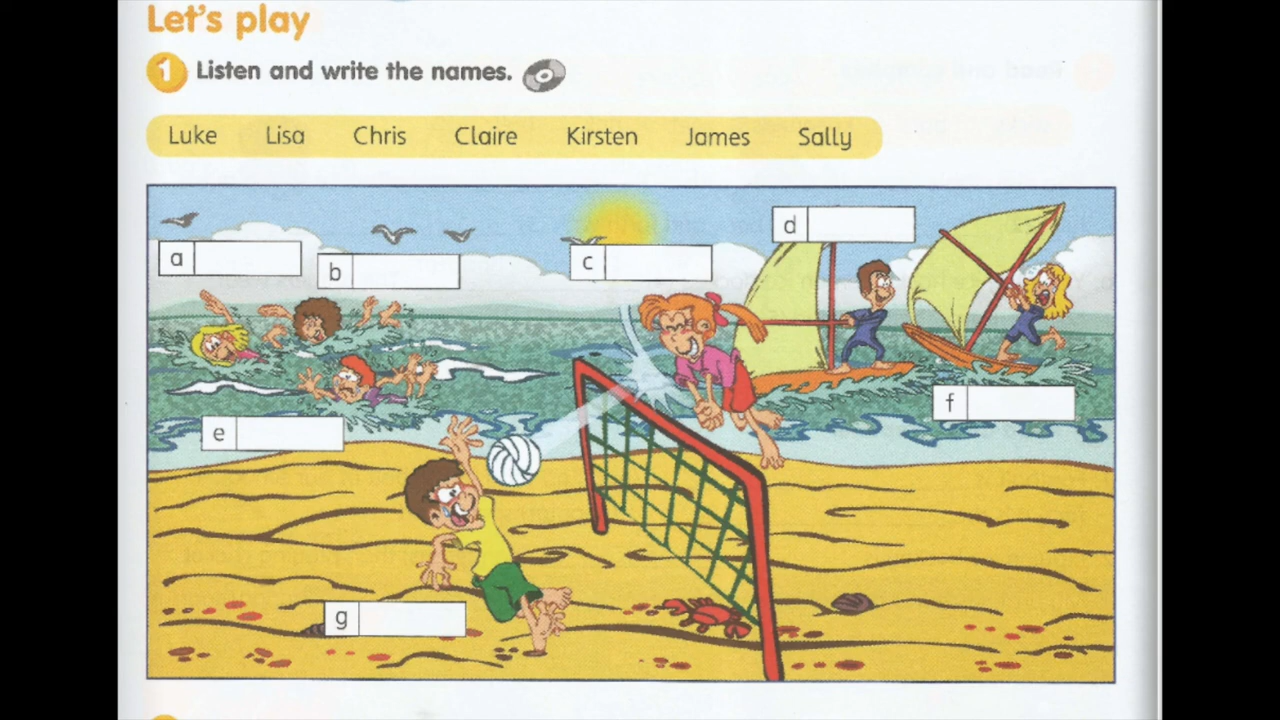 Let's play
1 Listen and write the names.
Luke Lisa Chris Claire Kirsten James Sally
a
b
c
d
e
f
g